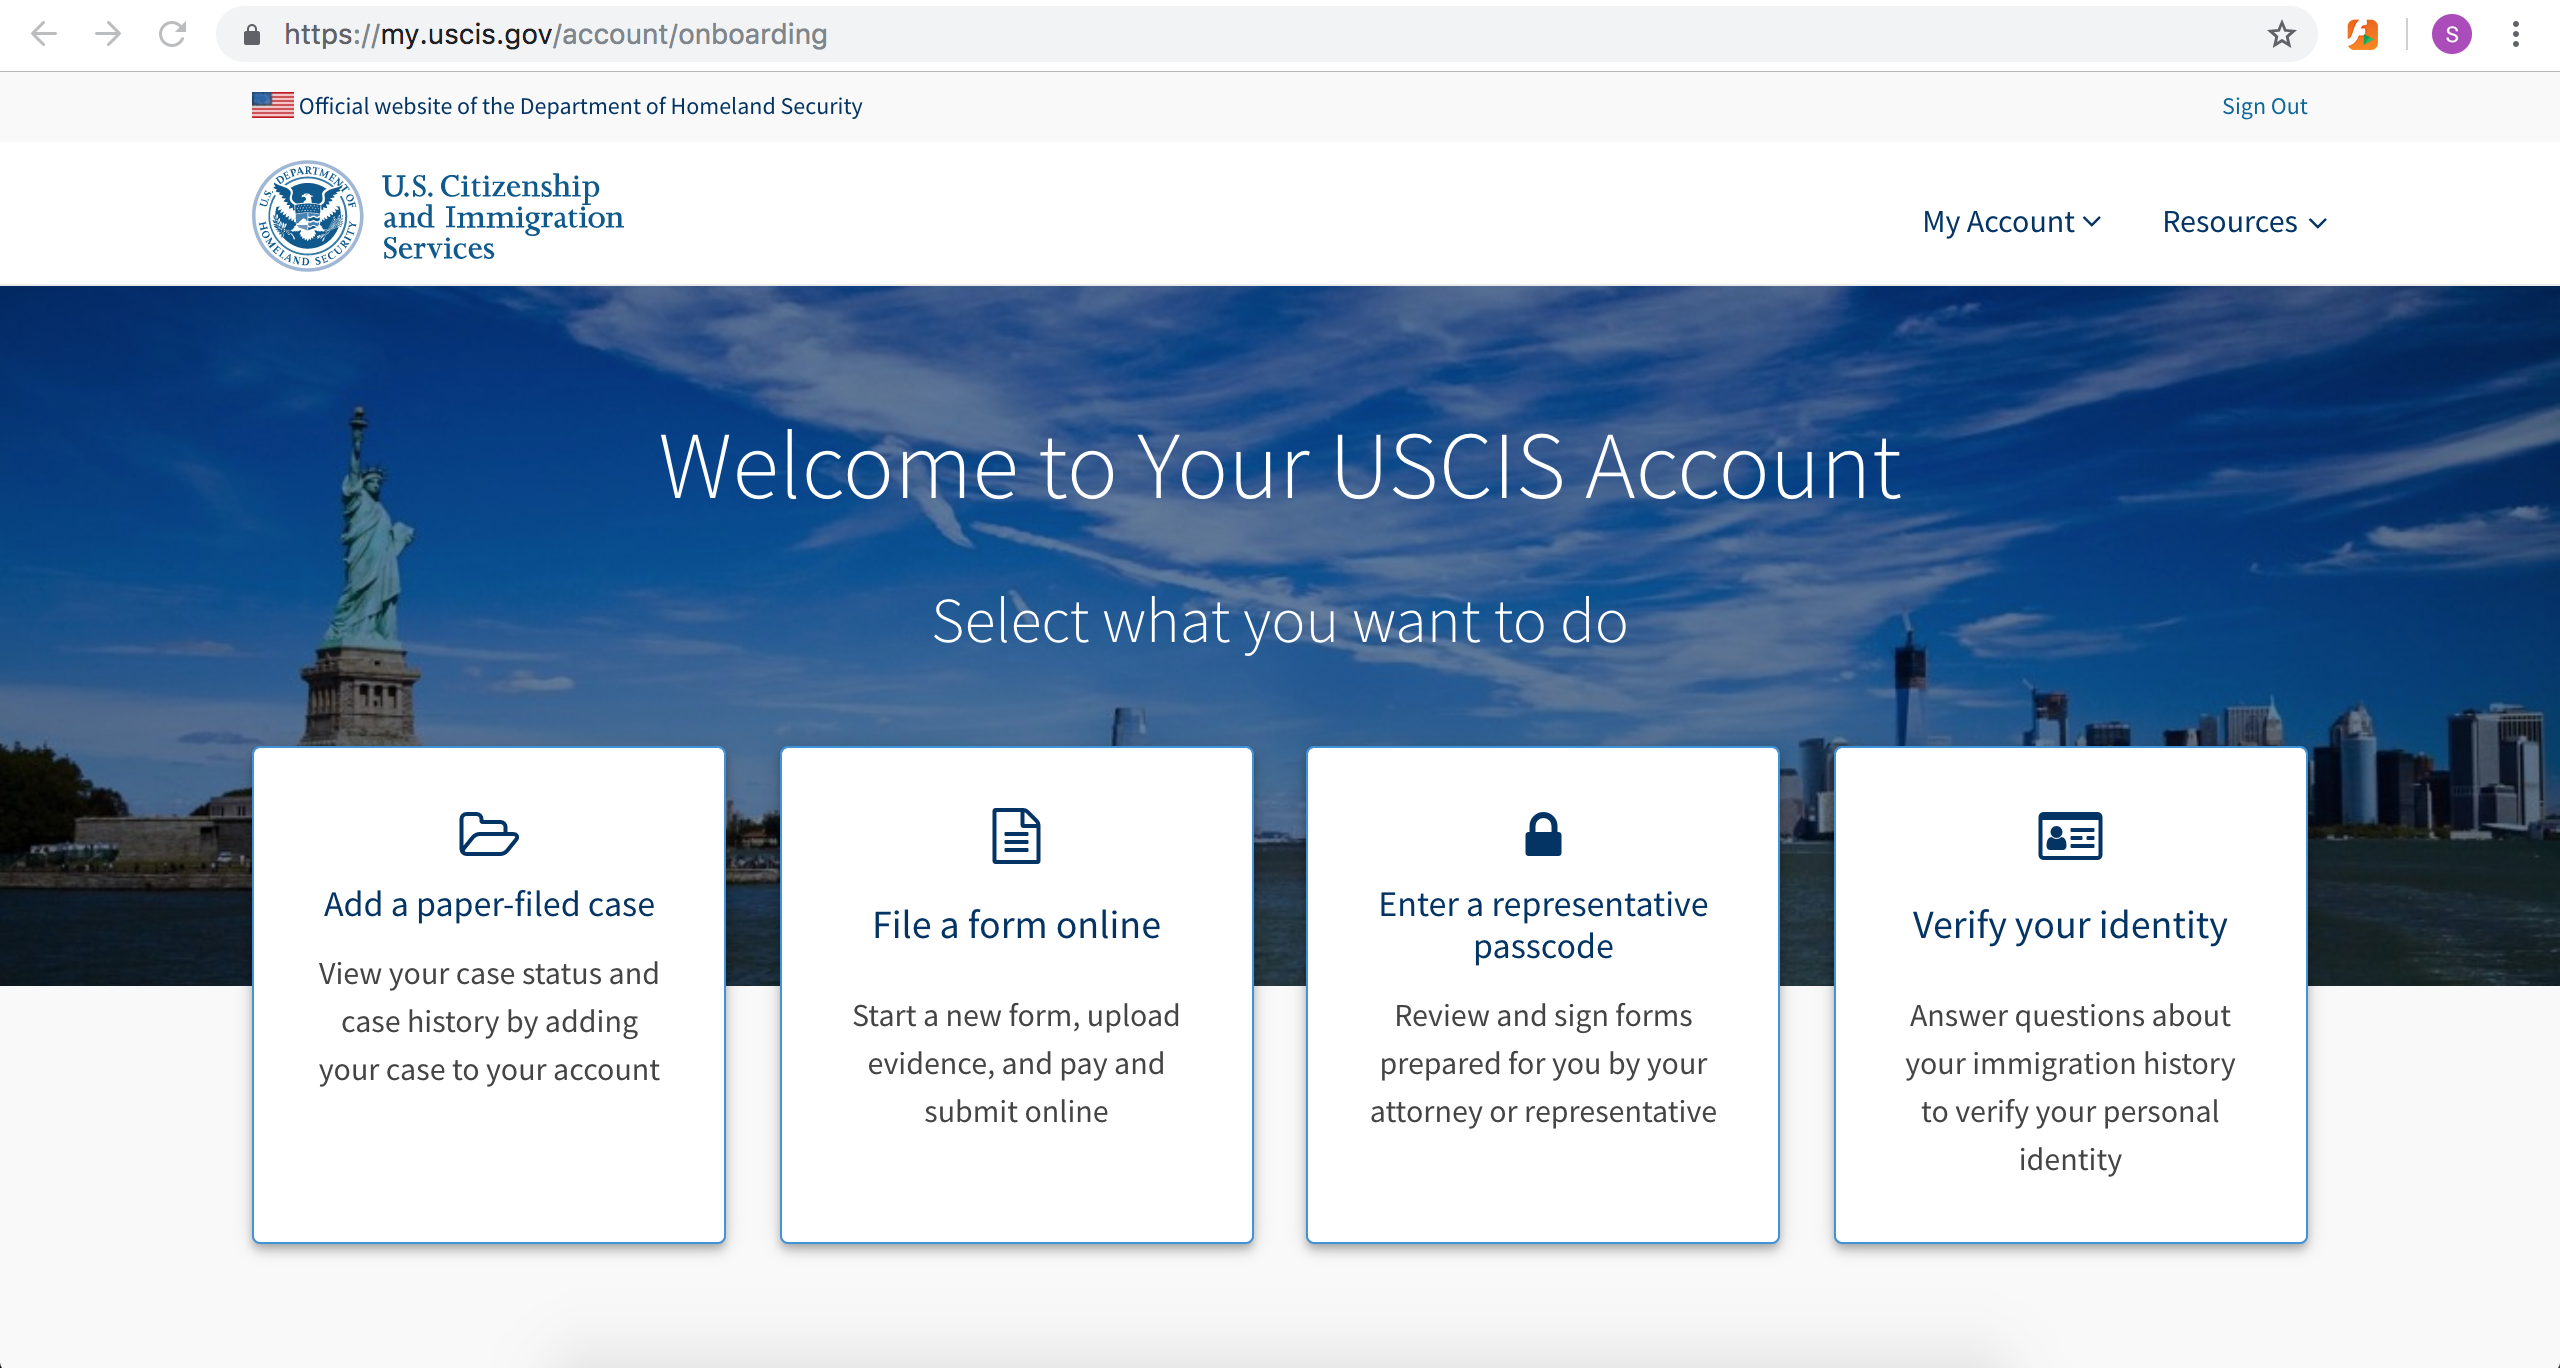 https://my.uscis.gov/account/onboarding
S
Official website of the Department of Homeland Security
Sign Out
U.S. DEPARTMENT OF HOMELAND SECURITY
U.S. Citizenship
and Immigration
Services
My Account
Resources
Welcome to Your USCIS Account
Select what you want to do
Add a paper-filed case
View your case status and
case history by adding
your case to your account
File a form online
Start a new form, upload
evidence, and pay and
submit online
Enter a representative
passcode
Review and sign forms
prepared for you by your
attorney or representative
Verify your identity
Answer questions about
your immigration history
to verify your personal
identity